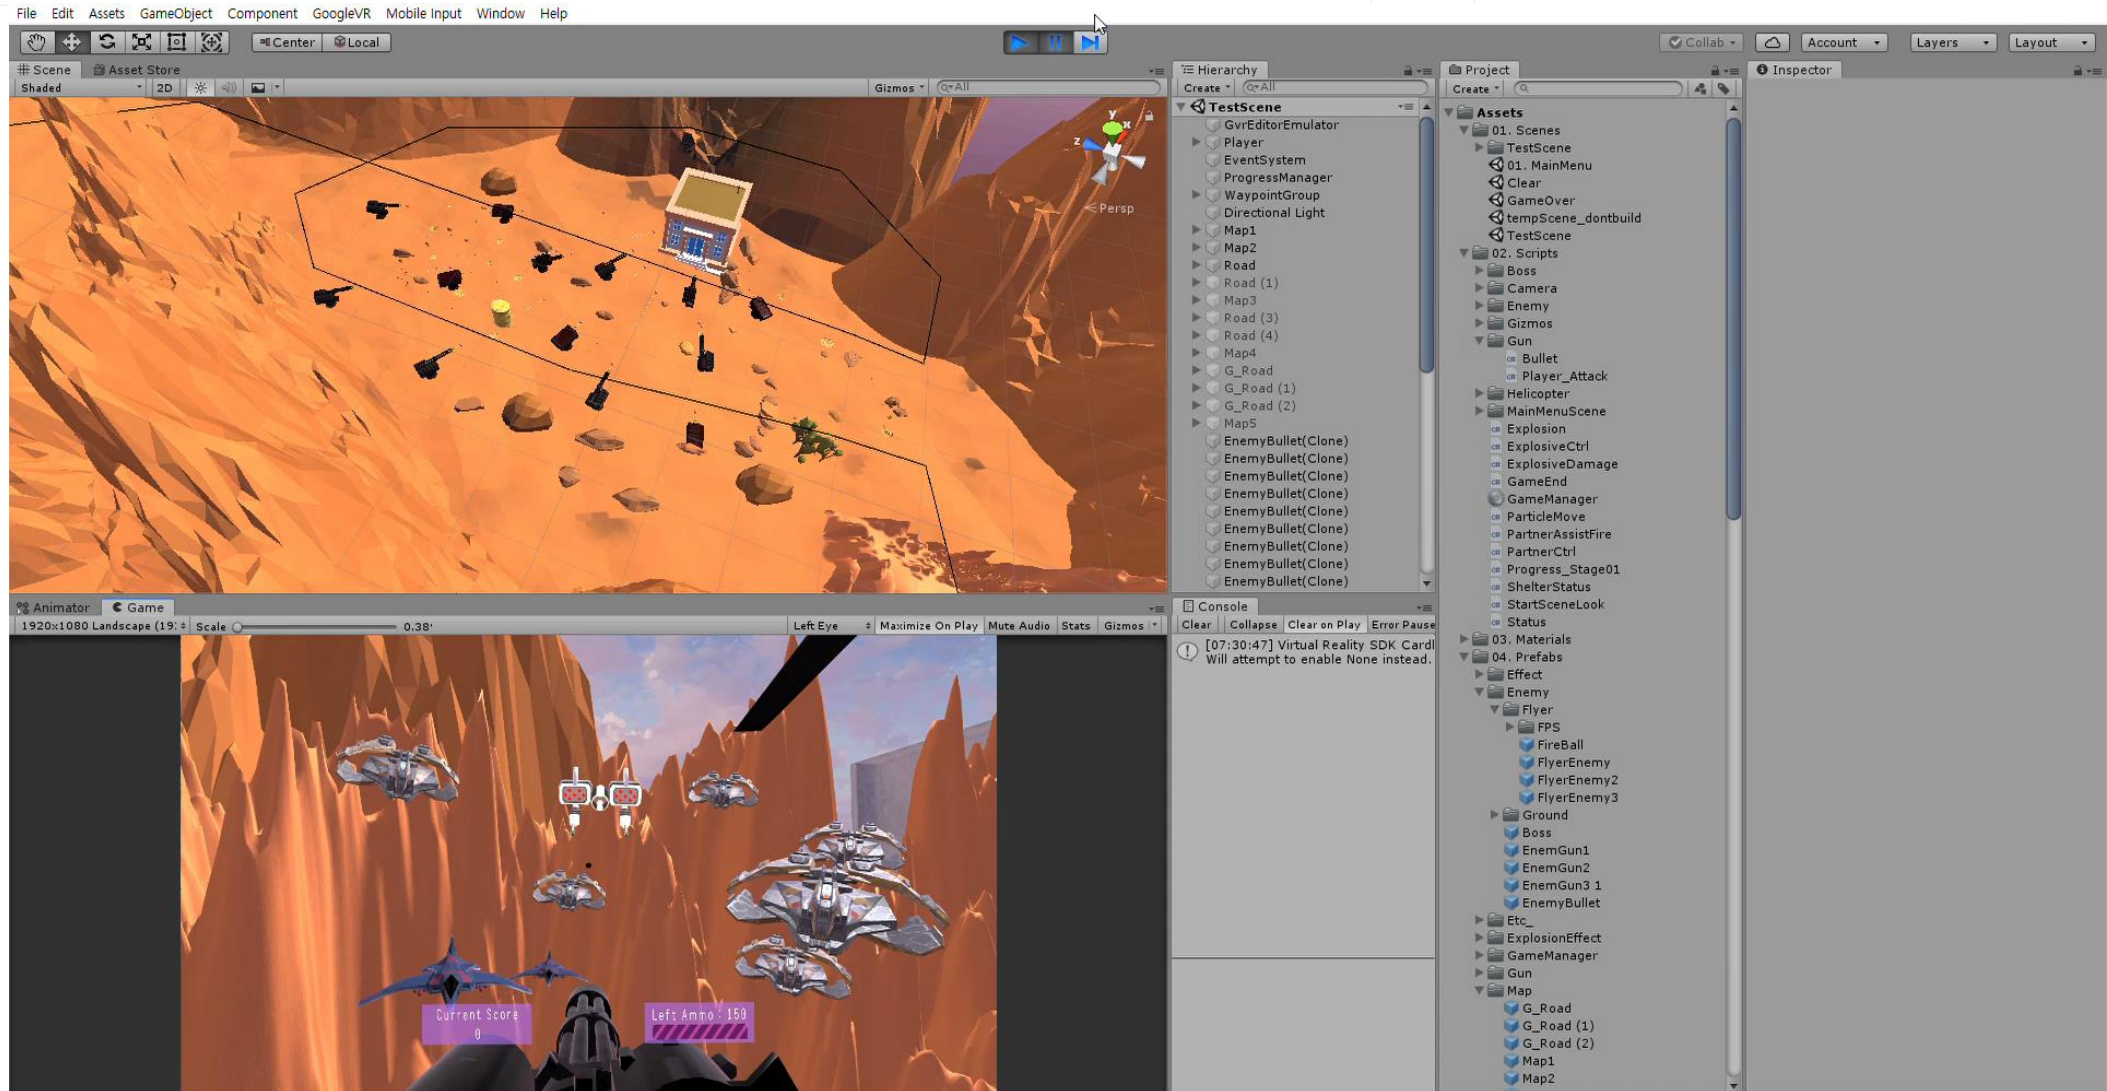 File Edit Assets GameObject Component GoogleVR Mobile Input Window Help
Center Local
Collab Account Layers Layout
Scene Asset Store
Shaded 2D Gizmos All
y
x
z
Persp
Hierarchy
Create All
TestScene
GvrEditorEmulator
Player
EventSystem
ProgressManager
WaypointGroup
Directional Light
Map1
Map2
Road
Road (1)
Map3
Road (3)
Road (4)
Map4
G_Road
G_Road (1)
G_Road (2)
Map5
EnemyBullet(Clone)
EnemyBullet(Clone)
EnemyBullet(Clone)
EnemyBullet(Clone)
EnemyBullet(Clone)
EnemyBullet(Clone)
EnemyBullet(Clone)
EnemyBullet(Clone)
EnemyBullet(Clone)
Project
Create
Assets
01. Scenes
TestScene
01. MainMenu
Clear
GameOver
tempScene_dontbuild
TestScene
02. Scripts
Boss
Camera
Enemy
Gizmos
Gun
Bullet
Player_Attack
Helicopter
MainMenuScene
Explosion
ExplosiveCtrl
ExplosiveDamage
GameEnd
GameManager
ParticleMove
PartnerAssistFire
PartnerCtrl
Progress_Stage01
ShelterStatus
StartSceneLook
Status
03. Materials
04. Prefabs
Effect
Enemy
Flyer
FPS
FireBall
FlyerEnemy
FlyerEnemy2
FlyerEnemy3
Ground
Boss
EnemGun1
EnemGun2
EnemGun3 1
EnemyBullet
Etc_
ExplosionEffect
GameManager
Gun
Map
G_Road
G_Road (1)
G_Road (2)
Map1
Map2
Inspector
Animator Game
1920x1080 Landscape (19: Scale 0.38 Left Eye Maximize On Play Mute Audio Stats Gizmos
Current Score
0
Left Ammo : 150
Console
Clear Collapse Clear on Play Error Pause
[07:30:47] Virtual Reality SDK Card
Will attempt to enable None instead.